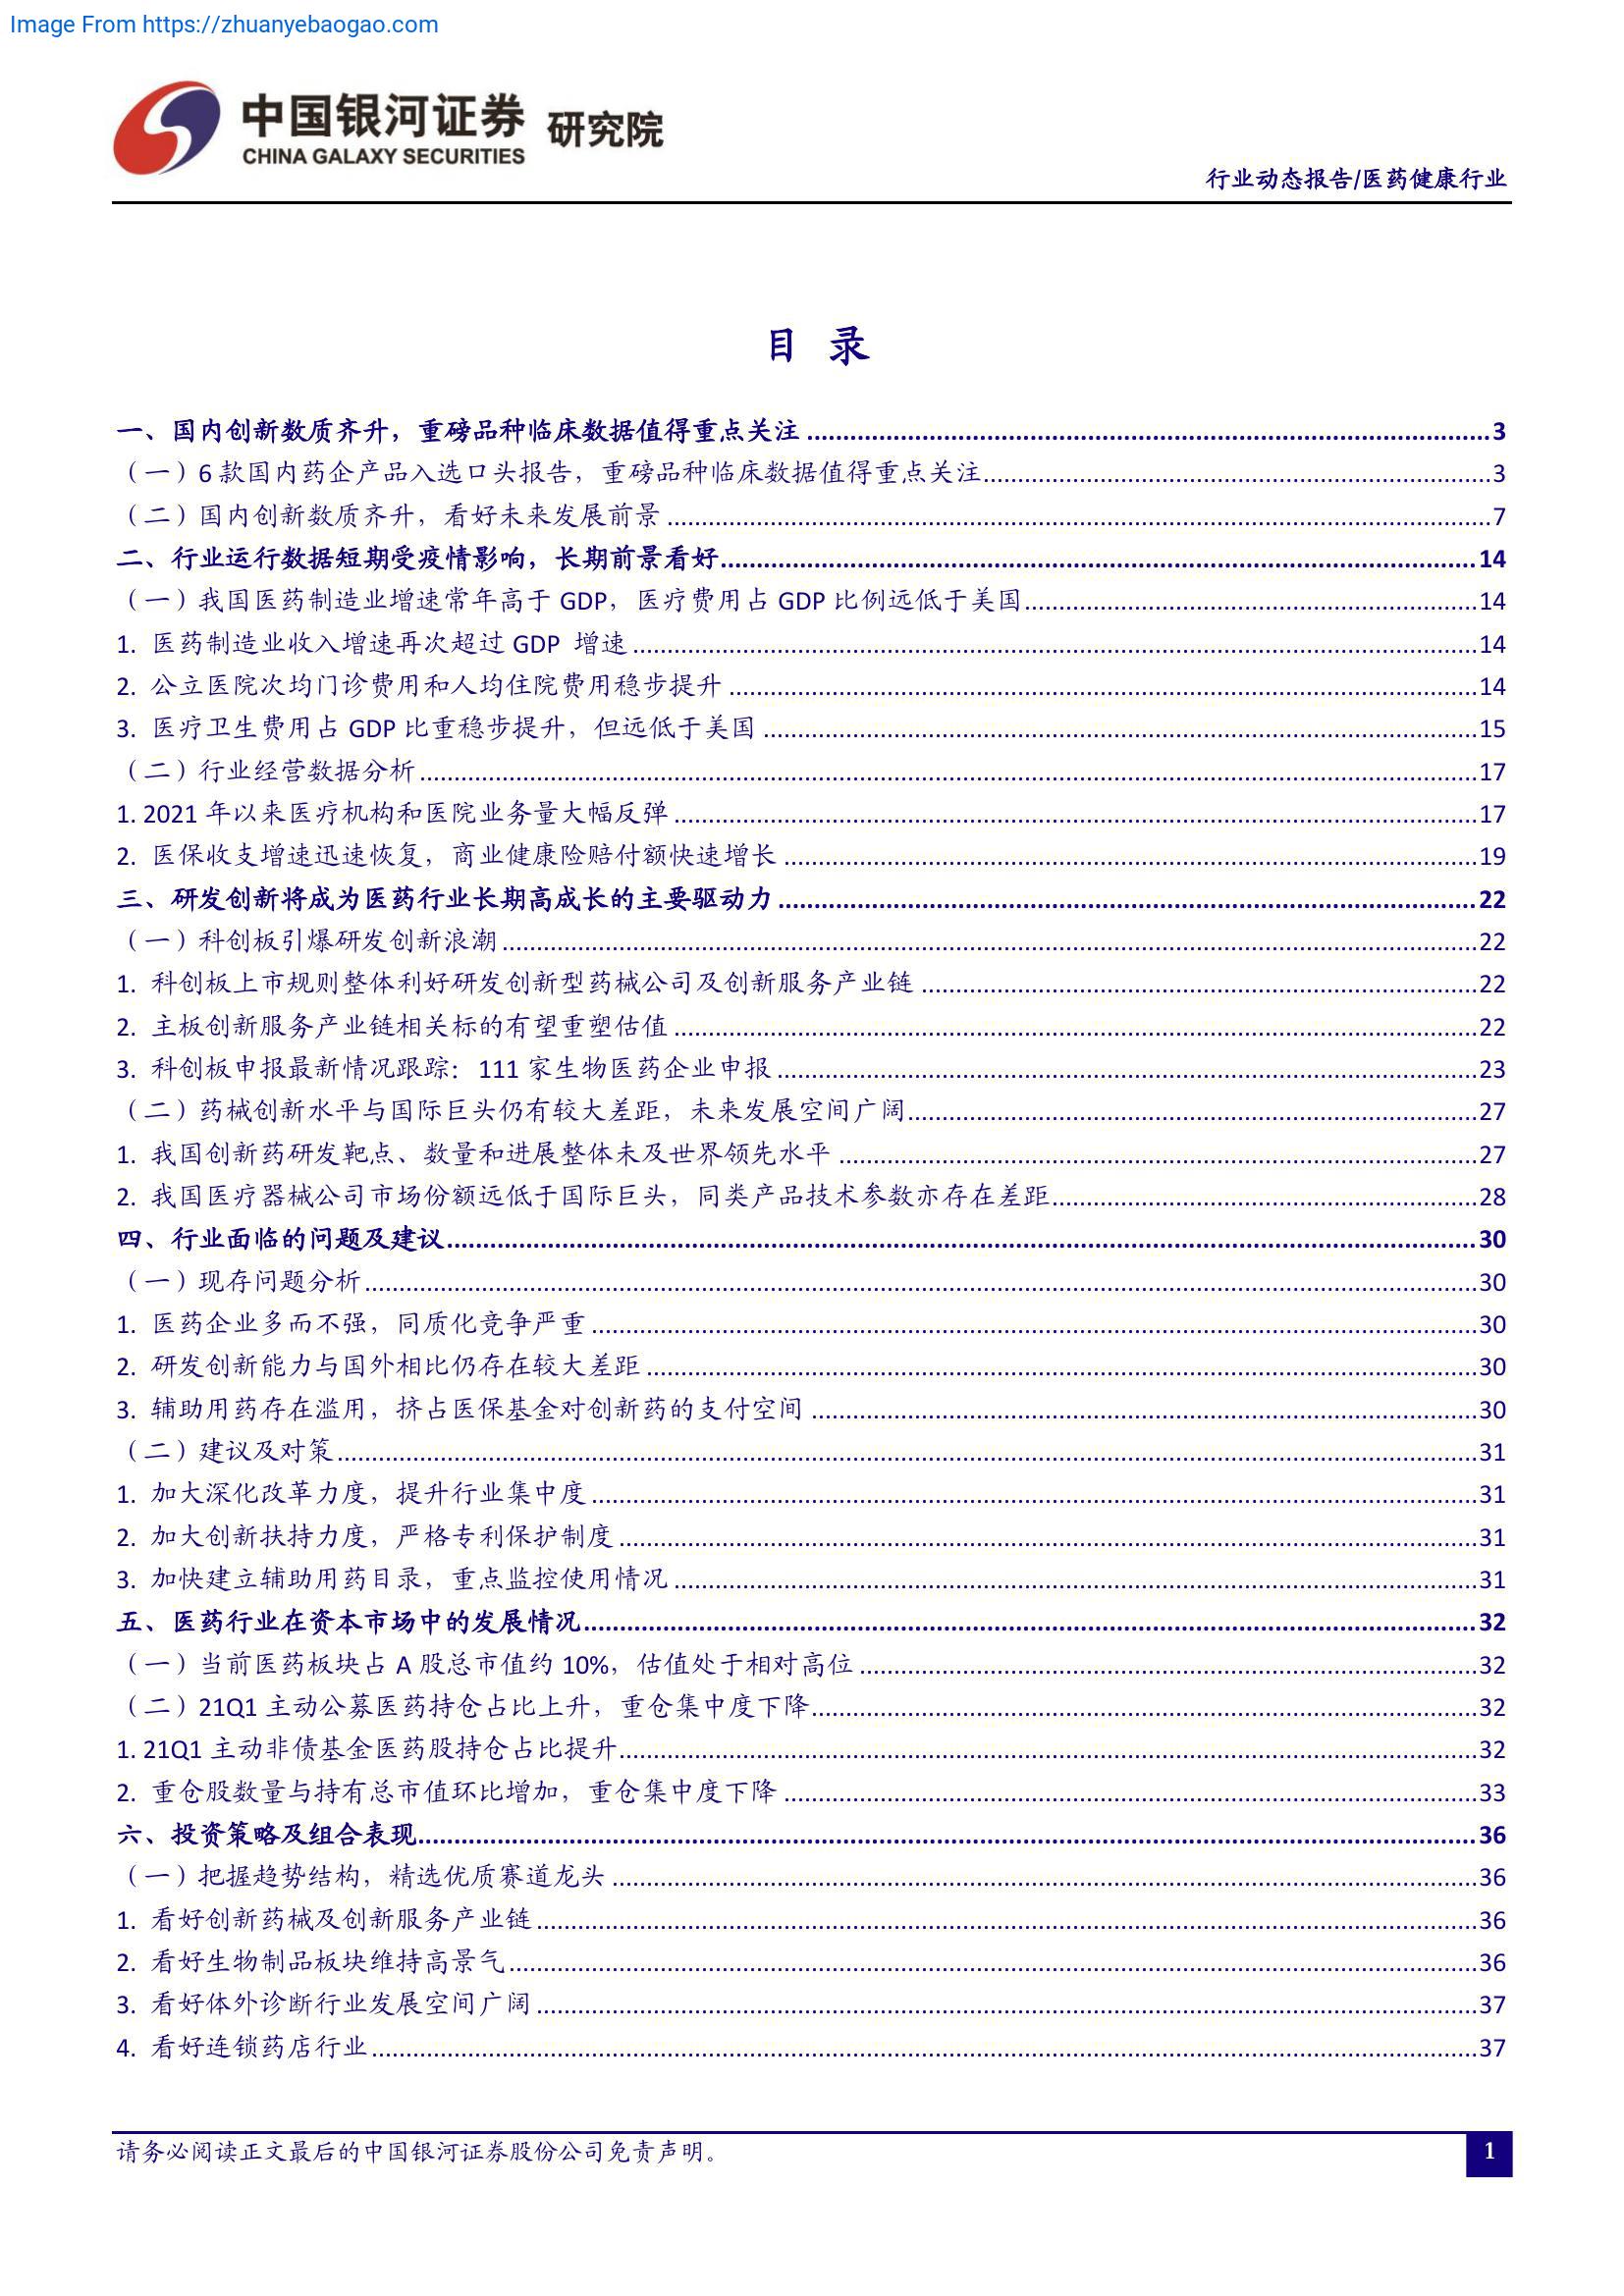 Image From https://zhuanyebaogao.com
中国银河证券 研究院
CHINA GALAXY SECURITIES
行业动态报告/医药健康行业
目 录
一、国内创新数质齐升，重磅品种临床数据值得重点关注 3
（一）6 款国内药企产品入选口头报告，重磅品种临床数据值得重点关注 3
（二）国内创新数质齐升，看好未来发展前景 7
二、行业运行数据短期受疫情影响，长期前景看好 14
（一）我国医药制造业增速常年高于 GDP，医疗费用占 GDP 比例远低于美国 14
1. 医药制造业收入增速再次超过 GDP 增速 14
2. 公立医院次均门诊费用和人均住院费用稳步提升 14
3. 医疗卫生费用占 GDP 比重稳步提升，但远低于美国 15
（二）行业经营数据分析 17
1. 2021 年以来医疗机构和医院业务量大幅反弹 17
2. 医保收支增速迅速恢复，商业健康险赔付额快速增长 19
三、研发创新将成为医药行业长期高成长的主要驱动力 22
（一）科创板引爆研发创新浪潮 22
1. 科创板上市规则整体利好研发创新型药械公司及创新服务产业链 22
2. 主板创新服务产业链相关标的有望重塑估值 22
3. 科创板申报最新情况跟踪：111 家生物医药企业申报 23
（二）药械创新水平与国际巨头仍有较大差距，未来发展空间广阔 27
1. 我国创新药研发靶点、数量和进展整体未及世界领先水平 27
2. 我国医疗器械公司市场份额远低于国际巨头，同类产品技术参数亦存在差距 28
四、行业面临的问题及建议 30
（一）现存问题分析 30
1. 医药企业多而不强，同质化竞争严重 30
2. 研发创新能力与国外相比仍存在较大差距 30
3. 辅助用药存在滥用，挤占医保基金对创新药的支付空间 30
（二）建议及对策 31
1. 加大深化改革力度，提升行业集中度 31
2. 加大创新扶持力度，严格专利保护制度 31
3. 加快建立辅助用药目录，重点监控使用情况 31
五、医药行业在资本市场中的发展情况 32
（一）当前医药板块占 A 股总市值约 10%，估值处于相对高位 32
（二）21Q1 主动公募医药持仓占比上升，重仓集中度下降 32
1. 21Q1 主动非债基金医药股持仓占比提升 32
2. 重仓股数量与持有总市值环比增加，重仓集中度下降 33
六、投资策略及组合表现 36
（一）把握趋势结构，精选优质赛道龙头 36
1. 看好创新药械及创新服务产业链 36
2. 看好生物制品板块维持高景气 36
3. 看好体外诊断行业发展空间广阔 37
4. 看好连锁药店行业 37
请务必阅读正文最后的中国银河证券股份公司免责声明。
1